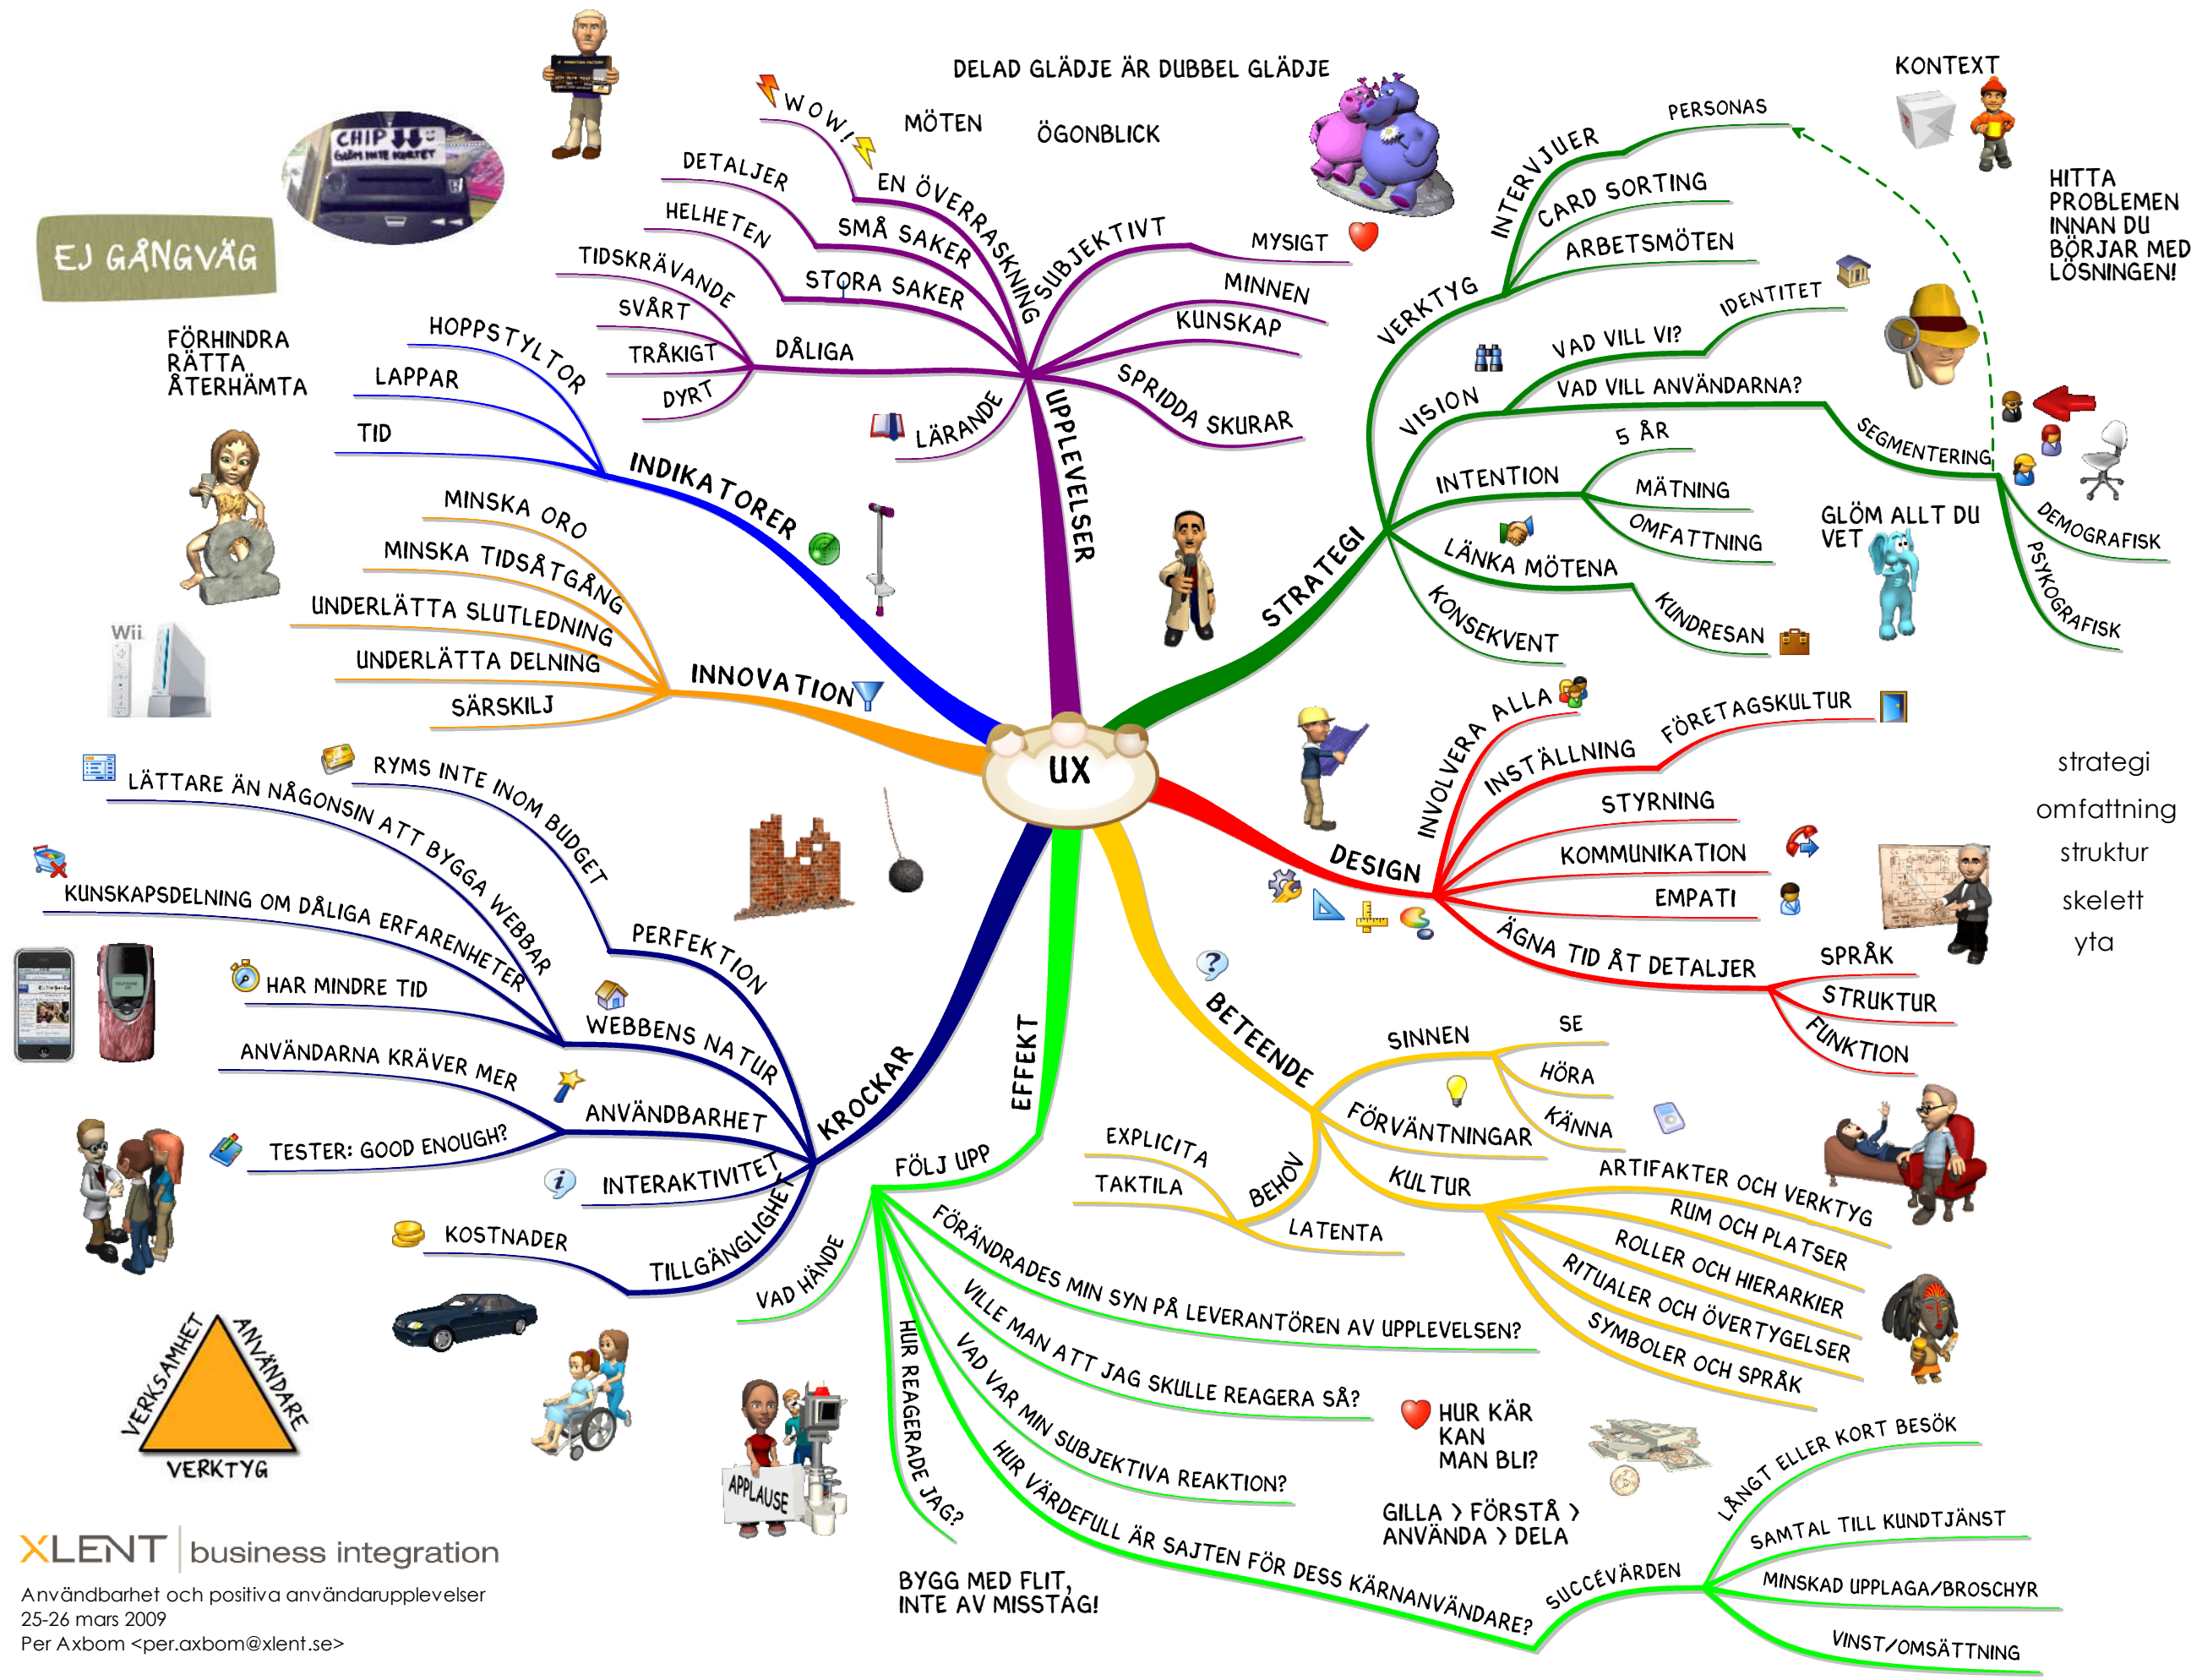 DELAD GLÄDJE ÄR DUBBEL GLÄDJE
MÖTEN
ÖGONBLICK
KONTEXT
HITTA
PROBLEMEN
INNAN DU
BÖRJAR MED
LÖSNINGEN!
CHIP
GLÖM INTE KORTET
EJ GÅNGVÄG
FÖRHINDRA
RÄTTA
ÅTERHÄMTA
UX
UPPLEVELSER
WOW!
EN ÖVERRASKNING
DETALJER
SMÅ SAKER
HELHETEN
STORA SAKER
TIDSKRÄVANDE
SVÅRT
TRÅKIGT
DYRT
DÅLIGA
LÄRANDE
SUBJEKTIVT
MYSIGT
MINNEN
KUNSKAP
SPRIDDA SKURAR
STRATEGI
VERKTYG
INTERVJUER
PERSONAS
CARD SORTING
ARBETSMÖTEN
VISION
VAD VILL VI?
IDENTITET
VAD VILL ANVÄNDARNA?
SEGMENTERING
DEMOGRAFISK
PSYKOGRAFISK
INTENTION
5 ÅR
MÄTNING
OMFATTNING
LÄNKA MÖTENA
KUNDRESAN
KONSEKVENT
GLÖM ALLT DU
VET
INDIKATORER
HOPPSTYLTOR
LAPPAR
TID
INNOVATION
MINSKA ORO
MINSKA TIDSÅTGÅNG
UNDERLÄTTA SLUTLEDNING
UNDERLÄTTA DELNING
SÄRSKILJ
Wii
DESIGN
INVOLVERA ALLA
INSTÄLLNING
FÖRETAGSKULTUR
STYRNING
KOMMUNIKATION
EMPATI
ÄGNA TID ÅT DETALJER
SPRÅK
STRUKTUR
FUNKTION
strategi
omfattning
struktur
skelett
yta
BETEENDE
SINNEN
SE
HÖRA
KÄNNA
FÖRVÄNTNINGAR
KULTUR
ARTIFAKTER OCH VERKTYG
RUM OCH PLATSER
ROLLER OCH HIERARKIER
RITUALER OCH ÖVERTYGELSER
SYMBOLER OCH SPRÅK
BEHOV
EXPLICITA
TAKTILA
LATENTA
KROCKAR
PERFEKTION
RYMS INTE INOM BUDGET
WEBBENS NATUR
LÄTTARE ÄN NÅGONSIN ATT BYGGA WEBBAR
KUNSKAPSDELNING OM DÅLIGA ERFARENHETER
HAR MINDRE TID
ANVÄNDBARHET
ANVÄNDARNA KRÄVER MER
TESTER: GOOD ENOUGH?
INTERAKTIVITET
TILLGÄNGLIGHET
KOSTNADER
EFFEKT
FÖLJ UPP
VAD HÄNDE
HUR REAGERADE JAG?
FÖRÄNDRADES MIN SYN PÅ LEVERANTÖREN AV UPPLEVELSEN?
VILLE MAN ATT JAG SKULLE REAGERA SÅ?
VAD VAR MIN SUBJEKTIVA REAKTION?
HUR VÄRDEFULL ÄR SAJTEN FÖR DESS KÄRNANVÄNDARE?
SUCCÉVÄRDEN
LÅNGT ELLER KORT BESÖK
SAMTAL TILL KUNDTJÄNST
MINSKAD UPPLAGA/BROSCHYR
VINST/OMSÄTTNING
HUR KÄR
KAN
MAN BLI?
GILLA > FÖRSTÅ >
ANVÄNDA > DELA
APPLAUSE
BYGG MED FLIT,
INTE AV MISSTAG!
VERKSAMHET
ANVÄNDARE
VERKTYG
XLENT business integration
Användbarhet och positiva användarupplevelser
25-26 mars 2009
Per Axbom <per.axbom@xlent.se>